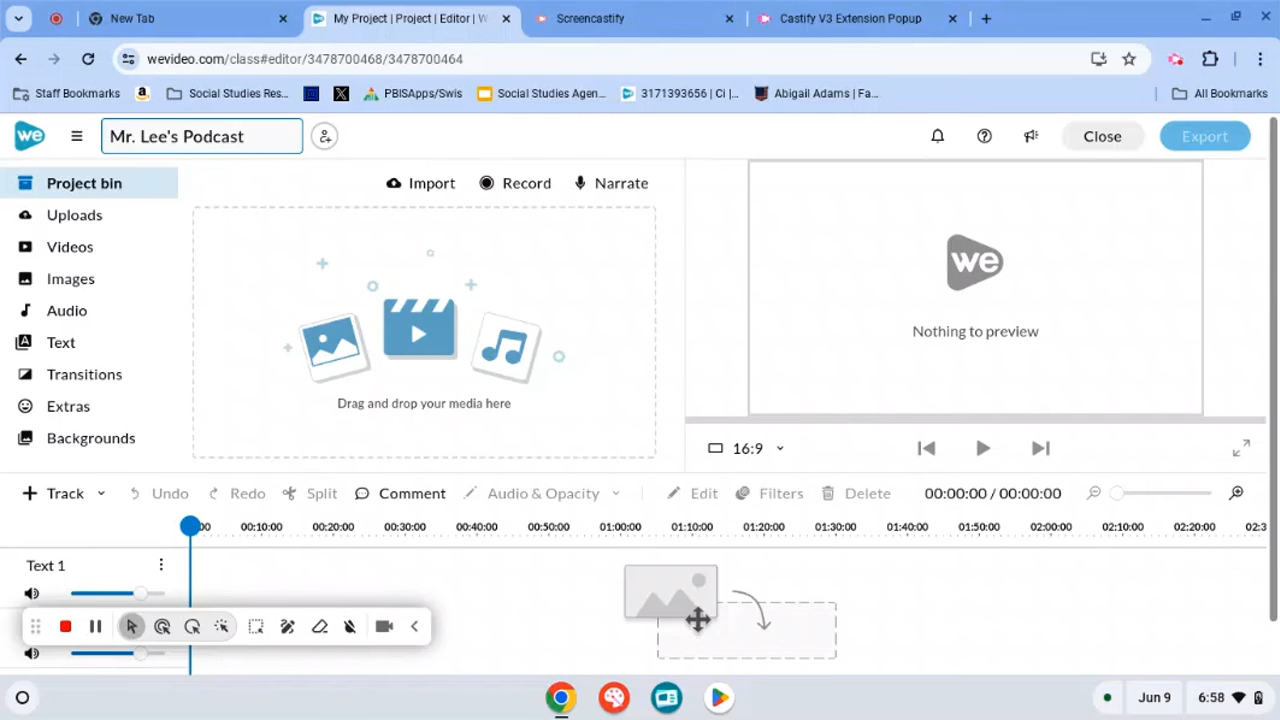 New Tab
My Project | Project | Editor | W
Screencastify
Castify V3 Extension Popup
wevideo.com/class#editor/3478700468/3478700464
Staff Bookmarks
Social Studies Res...
PBISApps/Swis
Social Studies Agen...
3171393656 | Ci |...
Abigail Adams | Fa...
All Bookmarks
we
Mr. Lee's Podcast
Close
Export
Project bin
Import
Record
Narrate
Uploads
Videos
Images
Audio
Text
Transitions
Extras
Backgrounds
Drag and drop your media here
we
Nothing to preview
16:9
Track
Undo
Redo
Split
Comment
Audio & Opacity
Edit
Filters
Delete
00:00:00 / 00:00:00
:00 00:10:00 00:20:00 00:30:00 00:40:00 00:50:00 01:00:00 01:10:00 01:20:00 01:30:00 01:40:00 01:50:00 02:00:00 02:10:00 02:20:00 02:3
Text 1
Jun 9
6:58